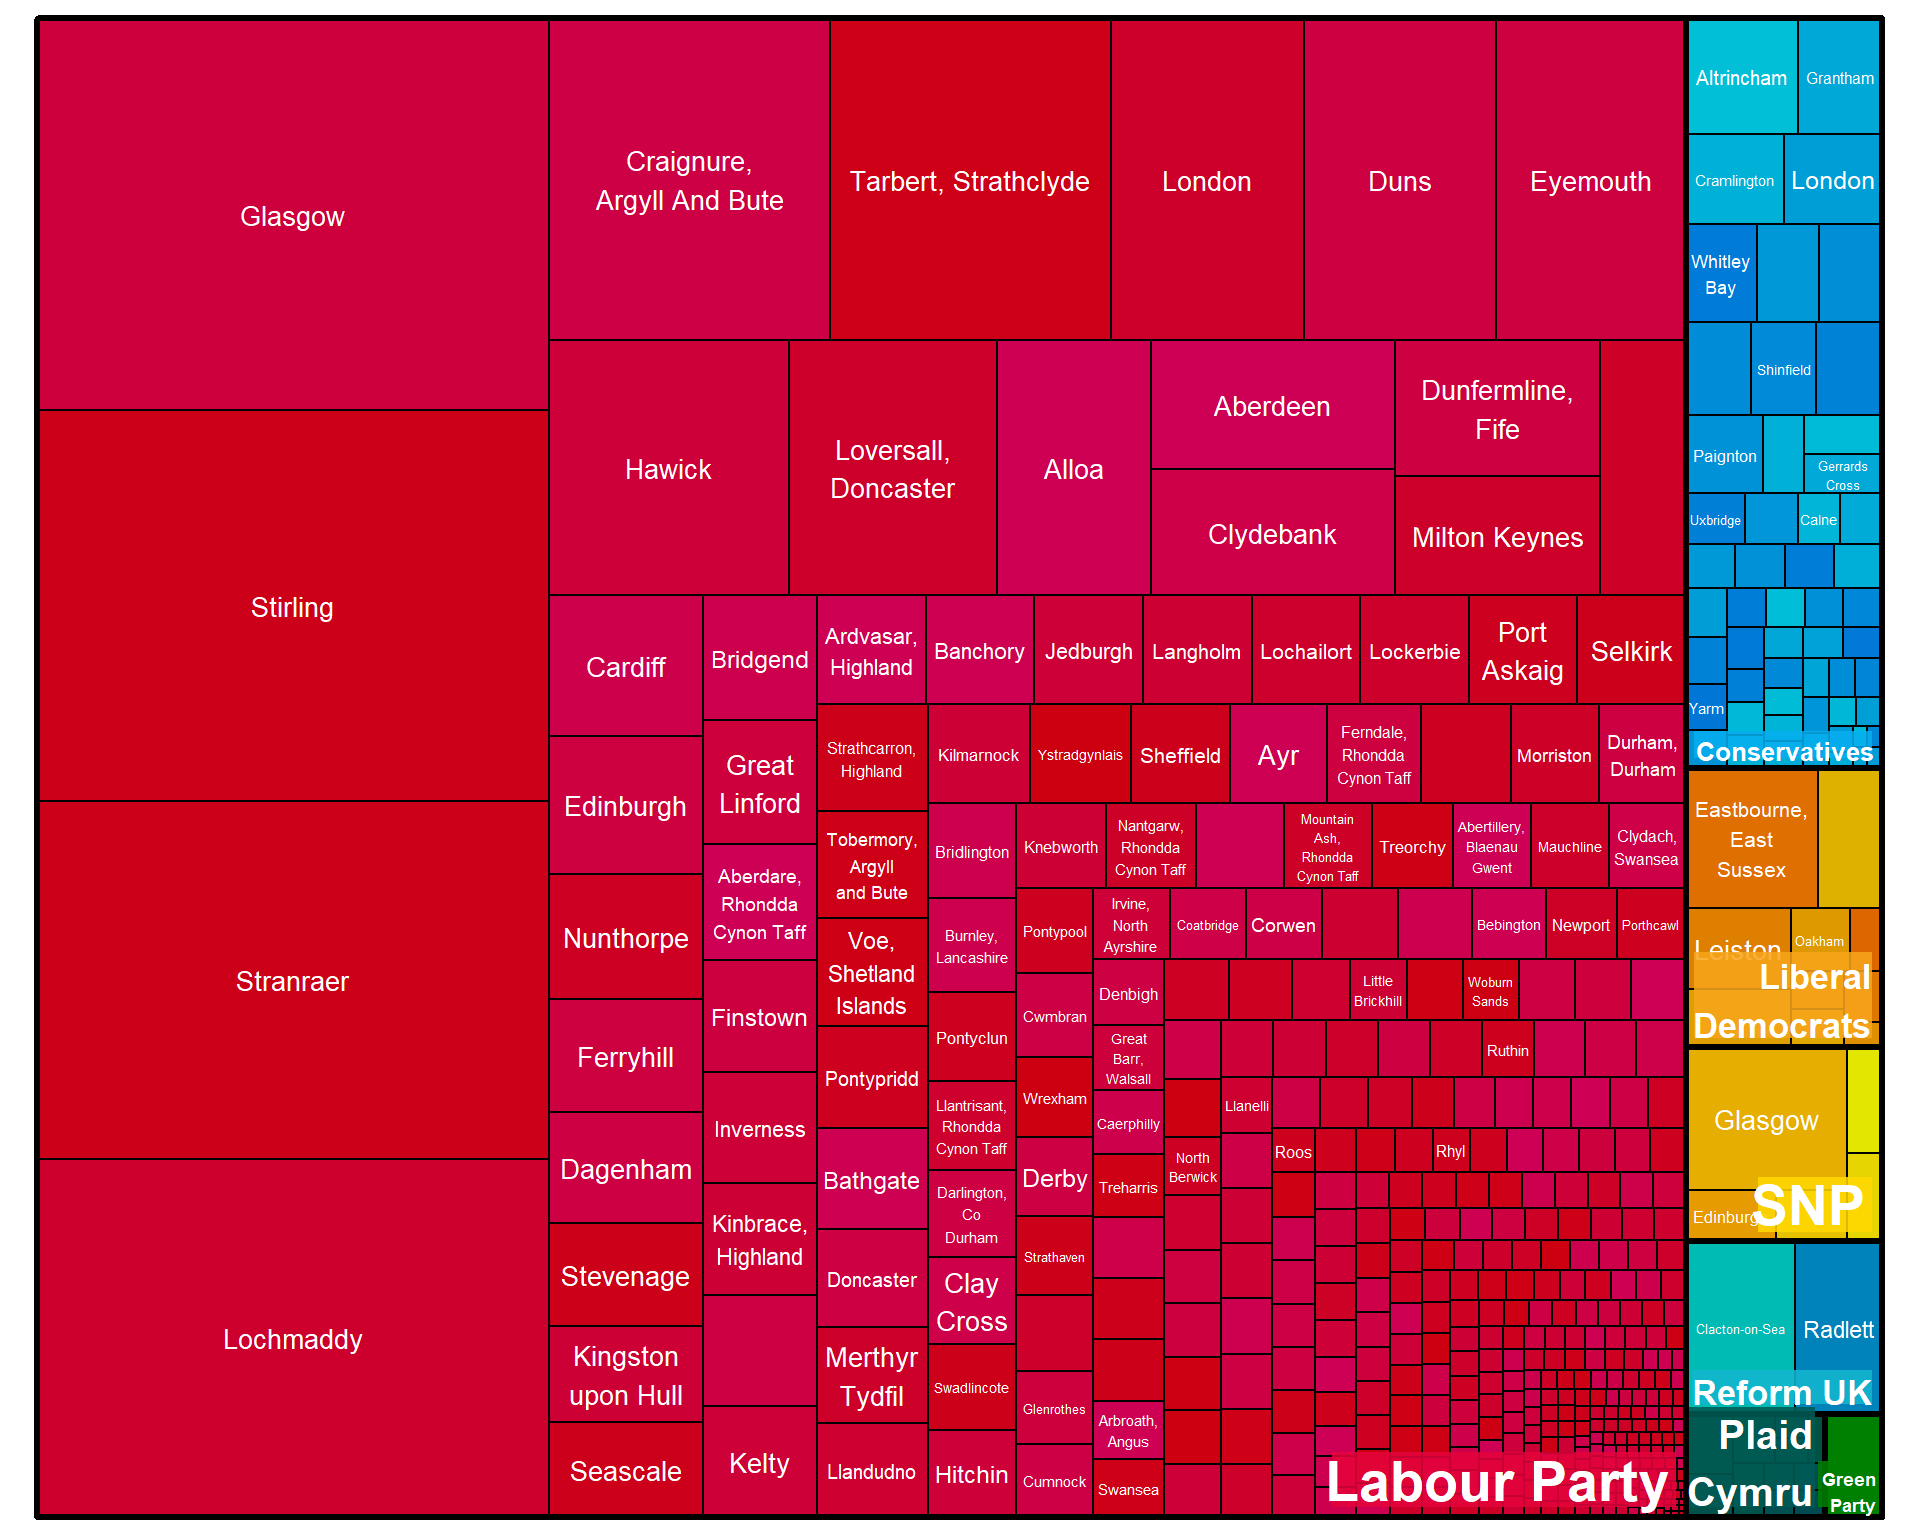 Glasgow
Stirling
Stranraer
Lochmaddy
Craignure,
Argyll And Bute
Tarbert, Strathclyde
London
Duns
Eyemouth
Hawick
Loversall,
Doncaster
Alloa
Aberdeen
Clydebank
Dunfermline,
Fife
Milton Keynes
Cardiff
Edinburgh
Nunthorpe
Ferryhill
Dagenham
Stevenage
Kingston
upon Hull
Seascale
Bridgend
Great
Linford
Aberdare,
Rhondda
Cynon Taff
Finstown
Inverness
Kinbrace,
Highland
Kelty
Ardvasar,
Highland
Banchory
Jedburgh
Langholm
Lochailort
Lockerbie
Port
Askaig
Selkirk
Strathcarron,
Highland
Tobermory,
Argyll
and Bute
Voe,
Shetland
Islands
Pontypridd
Bathgate
Doncaster
Merthyr
Tydfil
Llandudno
Kilmarnock
Ystradgynlais
Sheffield
Ayr
Ferndale,
Rhondda
Cynon Taff
Morriston
Durham,
Durham
Bridlington
Burnley,
Lancashire
Pontyclun
Llantrisant,
Rhondda
Cynon Taff
Darlington,
Co
Durham
Clay
Cross
Swadlincote
Hitchin
Knebworth
Nantgarw,
Rhondda
Cynon Taff
Mountain
Ash,
Rhondda
Cynon Taff
Treorchy
Abertillery,
Blaenau
Gwent
Mauchline
Clydach,
Swansea
Pontypool
Cwmbran
Wrexham
Derby
Strathaven
Glenrothes
Cumnock
Irvine,
North
Ayrshire
Coatbridge
Corwen
Bebington
Newport
Porthcawl
Denbigh
Great
Barr,
Walsall
Caerphilly
Treharris
Arbroath,
Angus
Swansea
Little
Brickhill
Woburn
Sands
Ruthin
Llanelli
North
Berwick
Roos
Rhyl
Labour Party
Altrincham
Grantham
Cramlington
London
Whitley
Bay
Shinfield
Paignton
Gerrards
Cross
Uxbridge
Calne
Yarm
Conservatives
Eastbourne,
East
Sussex
Leiston
Oakham
Liberal
Democrats
Glasgow
Edinburg
SNP
Clacton-on-Sea
Radlett
Reform UK
Plaid
Cymru
Green
Party